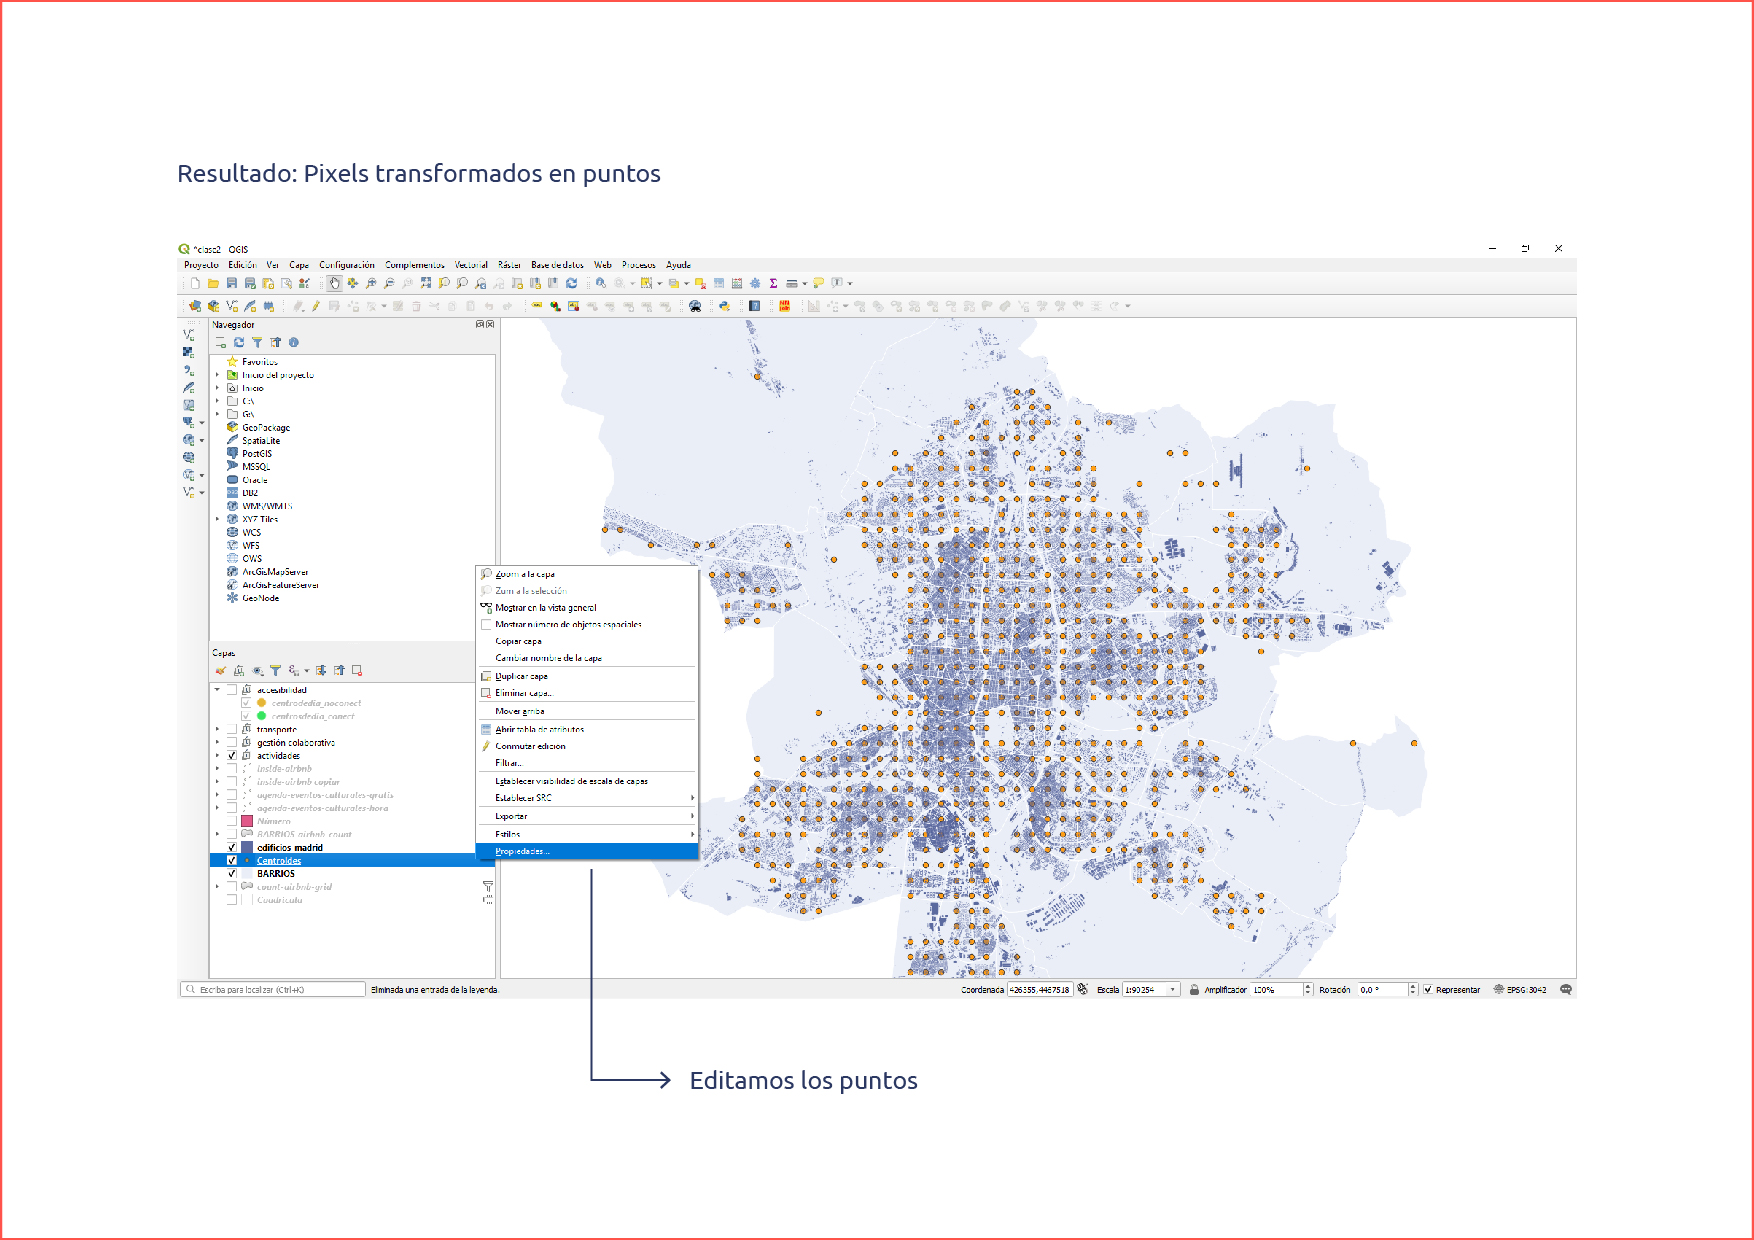 Resultado: Pixels transformados en puntos
*clase2 - QGIS
Proyecto Edición Ver Capa Configuración Complementos Vectorial Ráster Base de datos Web Procesos Ayuda
Navegador
Favoritos
Inicio del proyecto
Inicio
C:\
G:\
GeoPackage
SpatiaLite
PostGIS
MSSQL
Oracle
DB2
WMS/WMTS
XYZ Tiles
WCS
WFS
OWS
ArcGisMapServer
ArcGisFeatureServer
GeoNode
Capas
accesibilidad
centrodedia_noconect
centrosdedia_conect
transporte
gestión colaborativa
actividades
inside-airbnb
inside-airbnb copiar
agenda-eventos-culturales-gratis
agenda-eventos-culturales-hora
Número
BARRIOS airbnb count
edificios madrid
Centroides
BARRIOS
count-airbnb-grid
Cuadrícula
Zoom a la capa
Zum a la selección
Mostrar en la vista general
Mostrar número de objetos espaciales
Copiar capa
Cambiar nombre de la capa
Duplicar capa
Eliminar capa...
Mover arriba
Abrir tabla de atributos
Conmutar edición
Filtrar...
Establecer visibilidad de escala de capas
Establecer SRC
Exportar
Estilos
Propiedades...
Escriba para localizar (Ctrl+K) Eliminada una entrada de la leyenda. Coordenada 426355,4467518 Escala 1:90254 Amplificador 100% Rotación 0,0 ° Representar EPSG:3042
Editamos los puntos